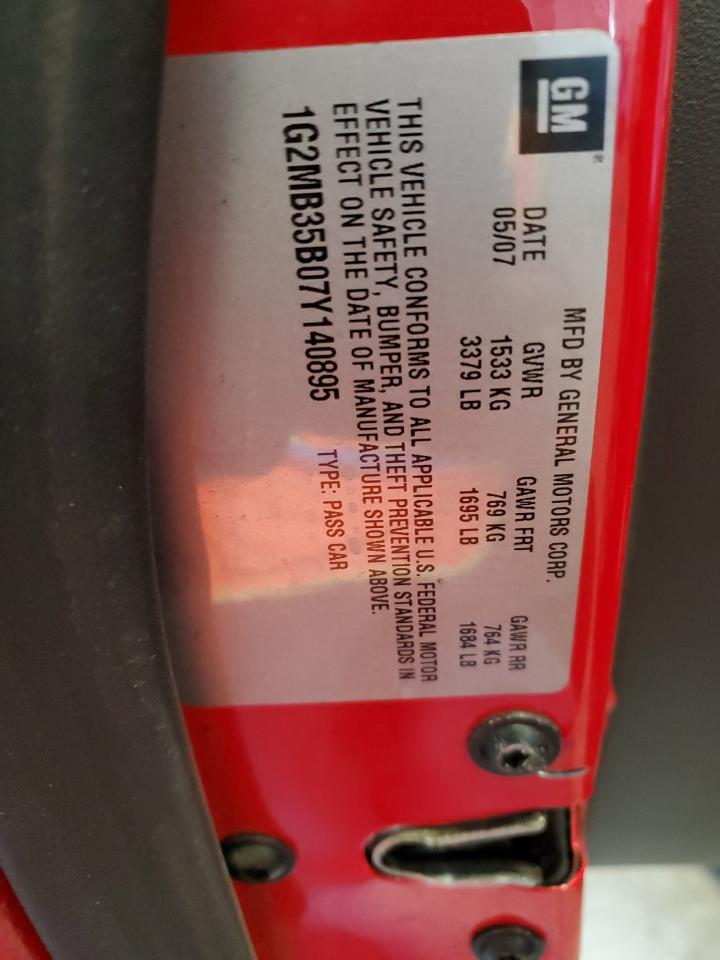 GM®
MFD BY GENERAL MOTORS CORP.
DATE GVWR GAWR FRT GAWR RR
05/07 1533 KG 769 KG 764 KG
3379 LB 1695 LB 1684 LB
THIS VEHICLE CONFORMS TO ALL APPLICABLE U.S. FEDERAL MOTOR
VEHICLE SAFETY, BUMPER, AND THEFT PREVENTION STANDARDS IN
EFFECT ON THE DATE OF MANUFACTURE SHOWN ABOVE.
1G2MB35B07Y140895 TYPE: PASS CAR